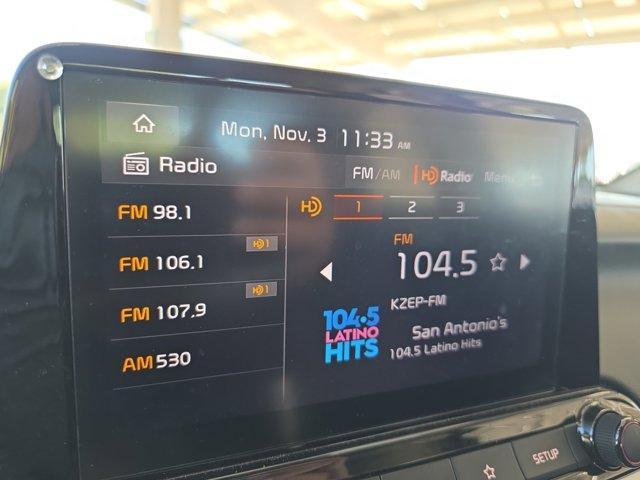 Mon, Nov. 3 11:33 AM
Radio
FM/AM HD Radio Menu
FM 98.1
HD1
FM 106.1
HD1
FM 107.9
AM 530
HD 1 2 3
FM
104.5
KZEP-FM
104.5
LATINO
HITS
San Antonio's
104.5 Latino Hits
SETUP